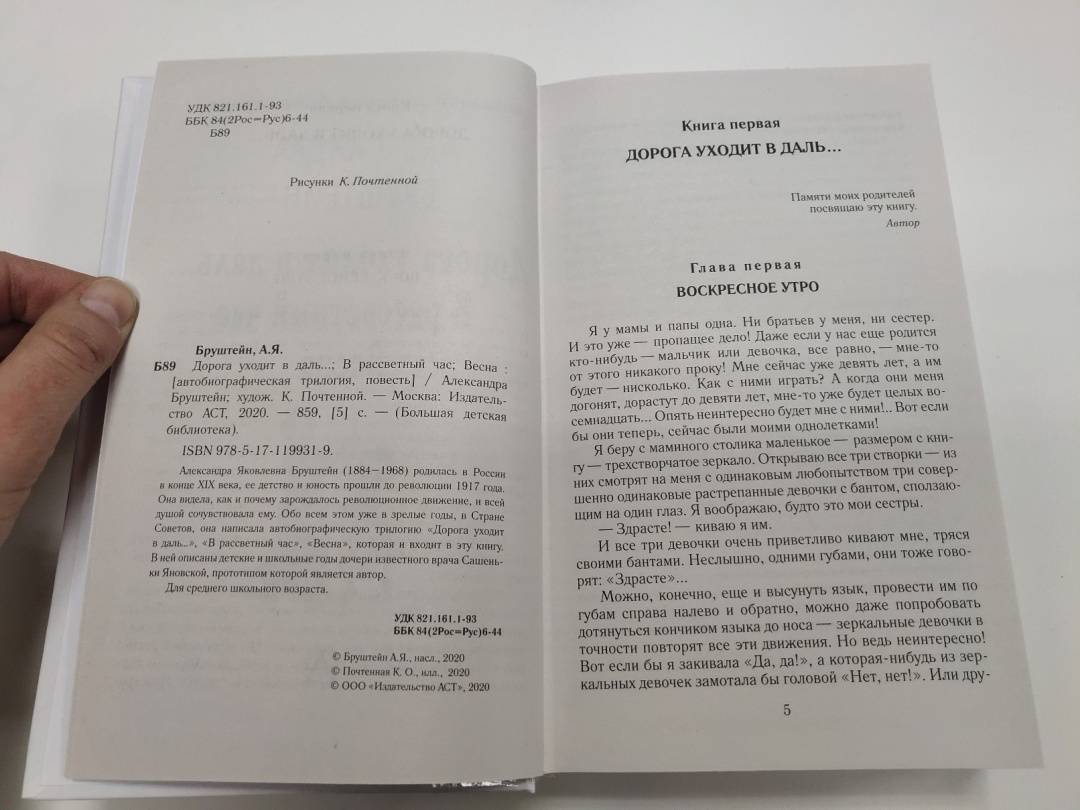 УДК 821.161.1-93
ББК 84(2Рос=Рус)6-44
Б89
Рисунки К. Почтенной
Бруштейн, А.Я.
Б89 Дорога уходит в даль...; В рассветный час; Весна :
[автобиографическая трилогия, повесть] / Александра
Бруштейн; худож. К. Почтенной. — Москва: Издатель-
ство АСТ, 2020. — 859, [5] с. — (Большая детская
библиотека).
ISBN 978-5-17-119931-9.
Александра Яковлевна Бруштейн (1884—1968) родилась в России
в конце XIX века, ее детство и юность прошли до революции 1917 года.
Она видела, как и почему зарождалось революционное движение, и всей
душой сочувствовала ему. Обо всем этом уже в зрелые годы, в Стране
Советов, она написала автобиографическую трилогию «Дорога уходит
в даль...», «В рассветный час», «Весна», которая и входит в эту книгу.
В ней описаны детские и школьные годы дочери известного врача Сашень-
ки Яновской, прототипом которой является автор.
Для среднего школьного возраста.
УДК 821.161.1-93
ББК 84(2Рос=Рус)6-44
© Бруштейн А.Я., насл., 2020
© Почтенная К. О., илл., 2020
© ООО «Издательство АСТ», 2020
Книга первая
ДОРОГА УХОДИТ В ДАЛЬ...
Памяти моих родителей
посвящаю эту книгу.
Автор
Глава первая
ВОСКРЕСНОЕ УТРО
Я у мамы и папы одна. Ни братьев у меня, ни сестер.
И это уже — пропащее дело! Даже если у нас еще родится
кто-нибудь — мальчик или девочка, все равно, — мне-то
от этого никакого проку! Мне сейчас уже девять лет, а им
будет — нисколько. Как с ними играть? А когда они меня
догонят, дорастут до девяти лет, мне-то уже будет целых во-
семнадцать... Опять неинтересно будет мне с ними!.. Вот если
бы они теперь, сейчас были моими однолетками!
Я беру с маминого столика маленькое — размером с кни-
гу — трехстворчатое зеркало. Открываю все три створки — из
них смотрят на меня с одинаковым любопытством три совер-
шенно одинаковые растрепанные девочки с бантом, сползаю-
щим на один глаз. Я воображаю, будто это мои сестры.
— Здрасте! — киваю я им.
И все три девочки очень приветливо кивают мне, тряся
своими бантами. Неслышно, одними губами, они тоже гово-
рят: «Здрасте»...
Можно, конечно, еще и высунуть язык, провести им по
губам справа налево и обратно, можно даже попробовать
дотянуться кончиком языка до носа — зеркальные девочки в
точности повторят все эти движения. Но ведь неинтересно!
Вот если бы я закивала «Да, да!», а которая-нибудь из зер-
кальных девочек замотала бы головой «Нет, нет!». Или дру-
5